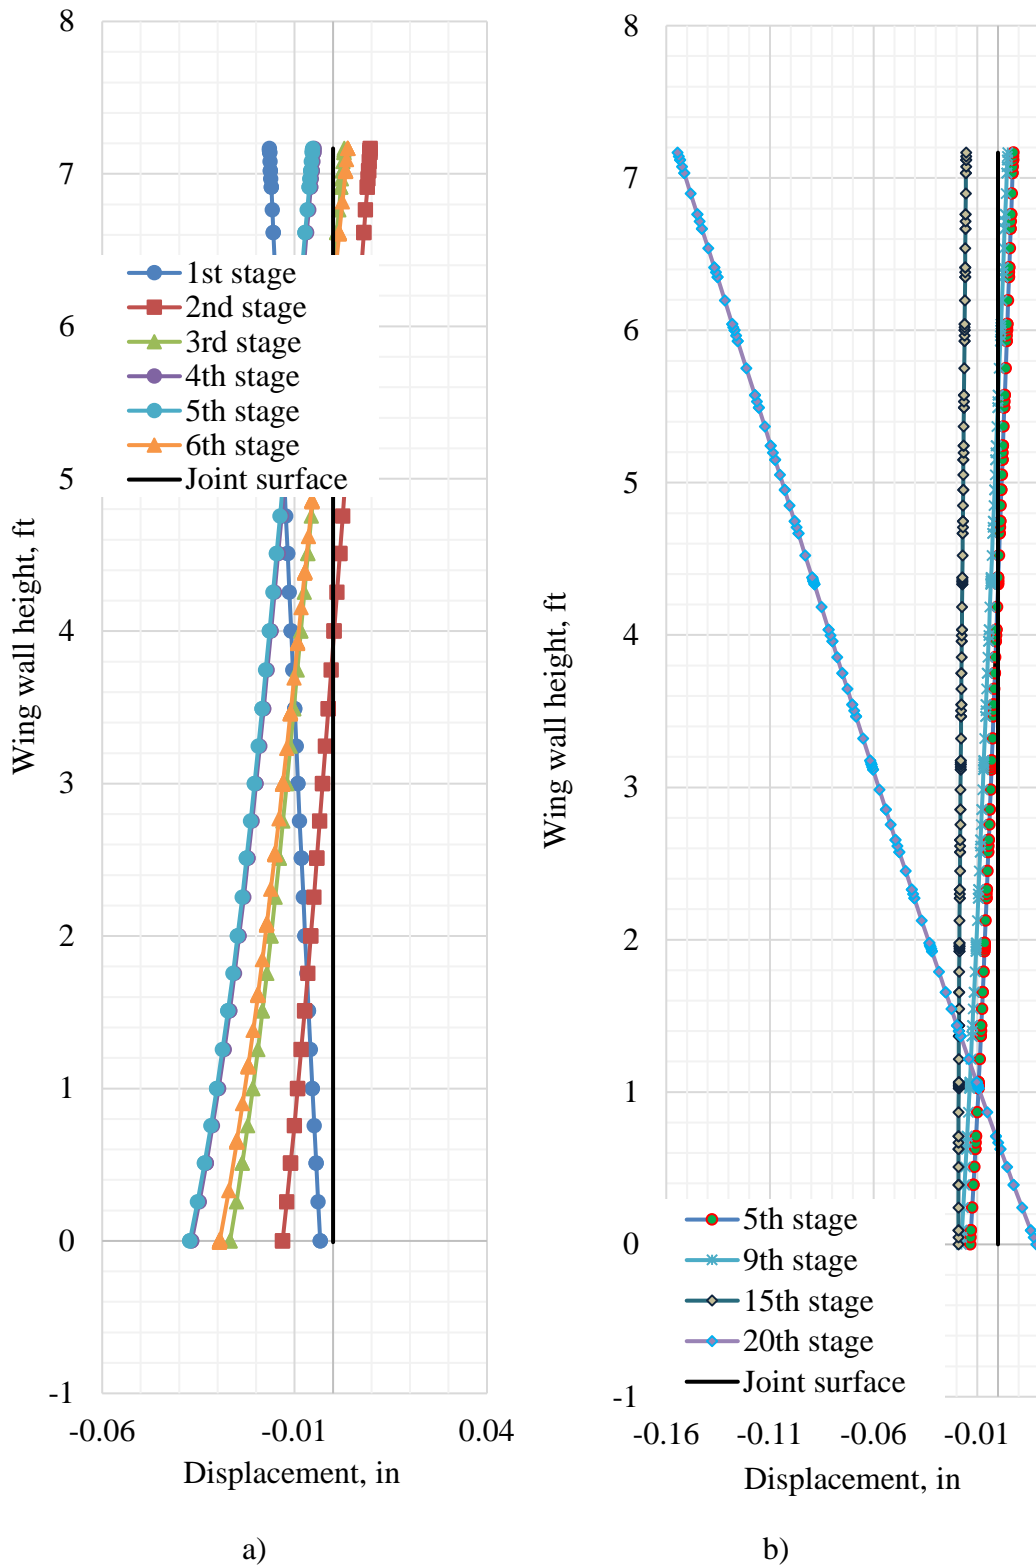 8
7
6
5
4
3
2
1
0
-1
Wing wall height, ft
1st stage
2nd stage
3rd stage
4th stage
5th stage
6th stage
Joint surface
-0.06 -0.01 0.04
Displacement, in
a)
8
7
6
5
4
3
2
1
0
-1
Wing wall height, ft
5th stage
9th stage
15th stage
20th stage
Joint surface
-0.16 -0.11 -0.06 -0.01
Displacement, in
b)